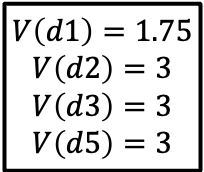 V(d1) = 1.75
V(d2) = 3
V(d3) = 3
V(d5) = 3